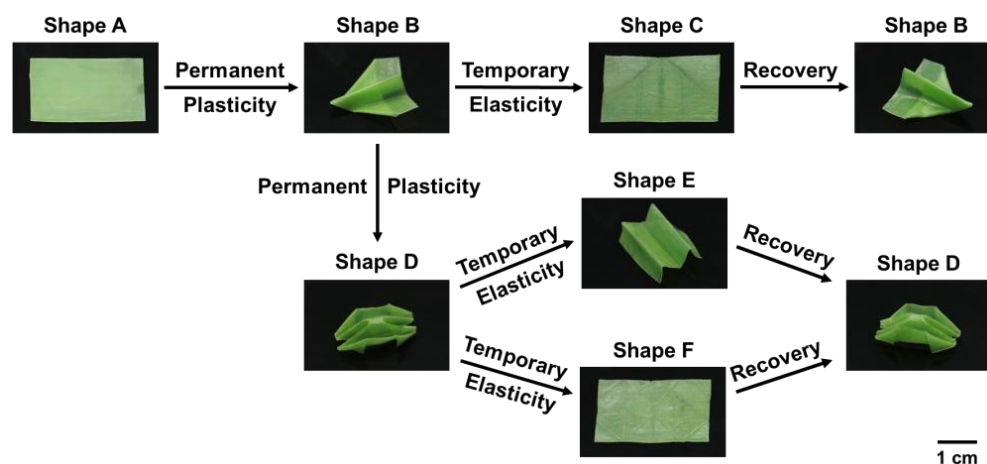 Shape A
Shape B
Shape C
Shape B
Permanent
Plasticity
Temporary
Elasticity
Recovery
Permanent Plasticity
Shape E
Shape D
Temporary
Elasticity
Recovery
Shape D
Temporary
Elasticity
Shape F
Recovery
1 cm